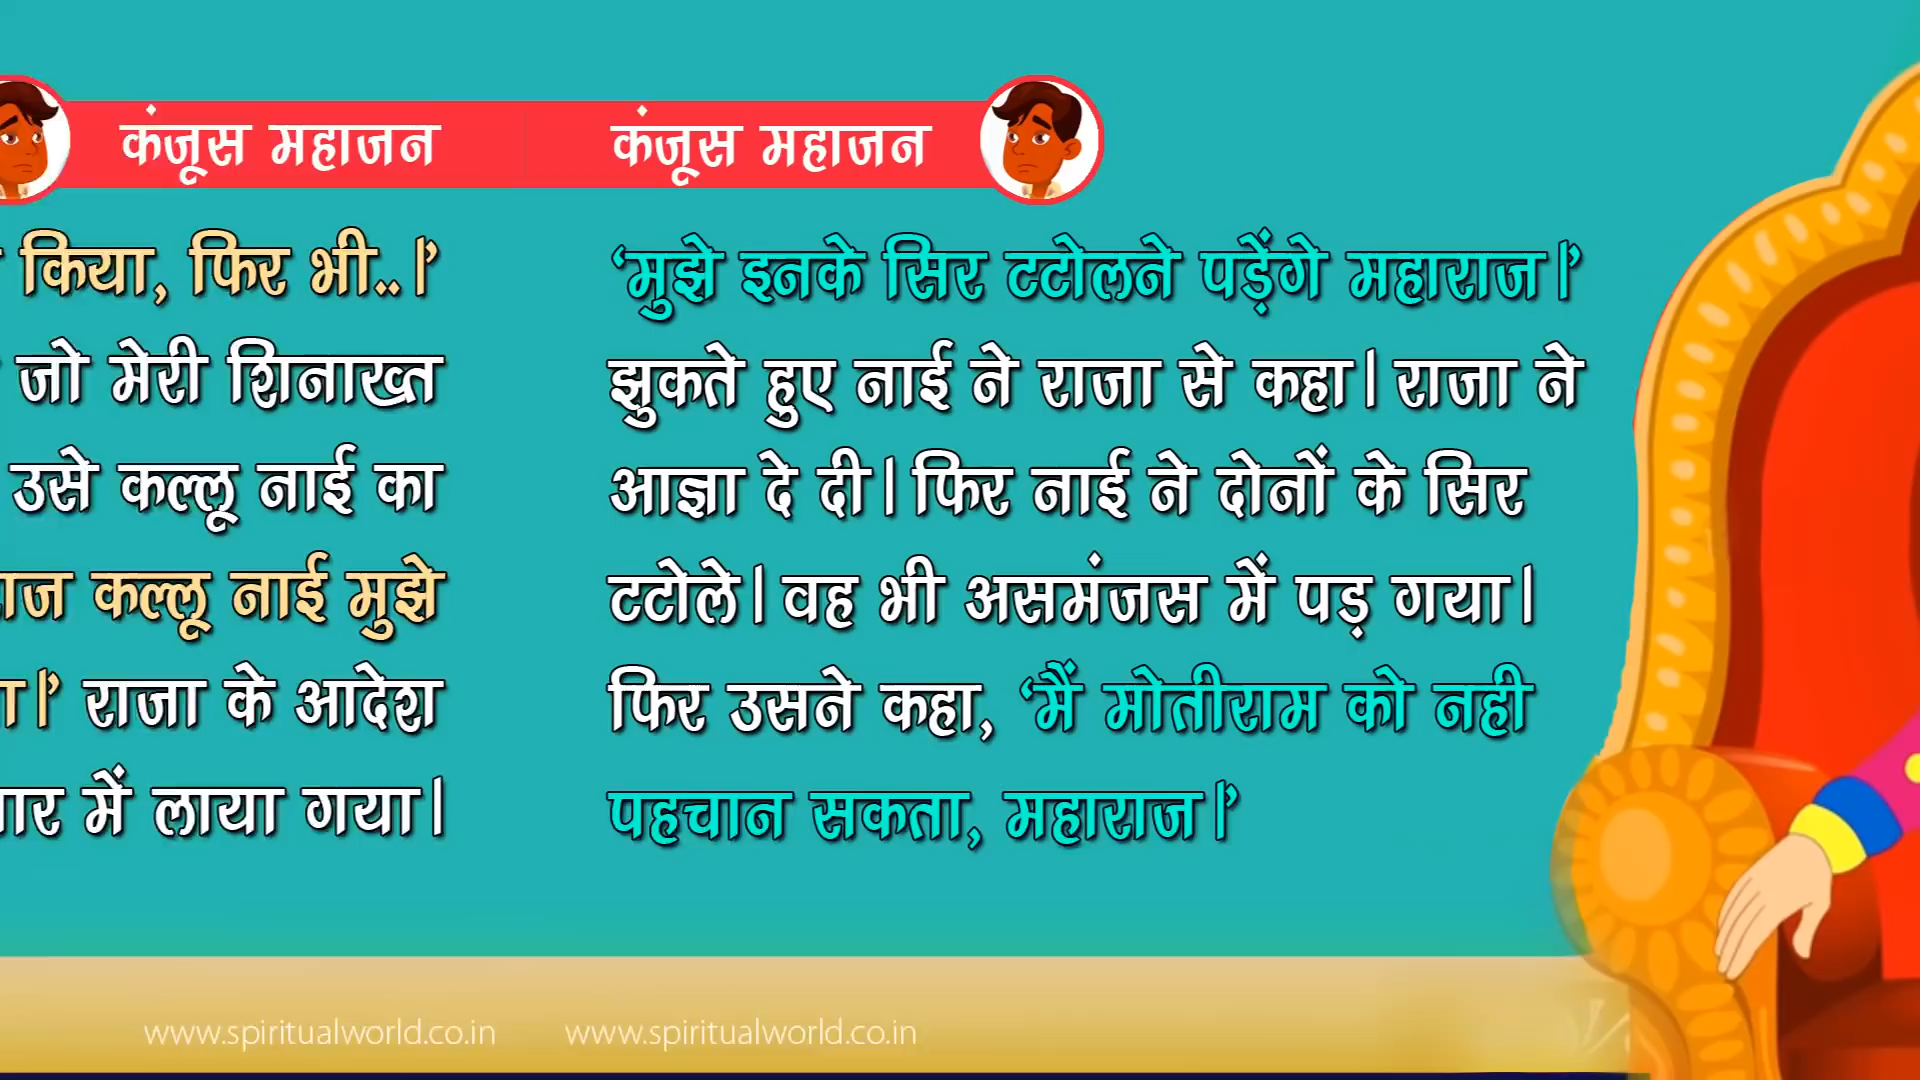 कंजूस महाजन
किया, फिर भी..।’
जो मेरी शिनाख्त
उसे कल्लू नाई का
कल्लू नाई मुझे
राजा के आदेश
में लाया गया।
www.spiritualworld.co.in
कंजूस महाजन
‘मुझे इनके सिर टटोलने पड़ेंगे महाराज।’
झुकते हुए नाई ने राजा से कहा। राजा ने
आज्ञा दे दी। फिर नाई ने दोनों के सिर
टटोले। वह भी असमंजस में पड़ गया।
फिर उसने कहा, ‘मैं मोतीराम को नही
पहचान सकता, महाराज।’
www.spiritualworld.co.in